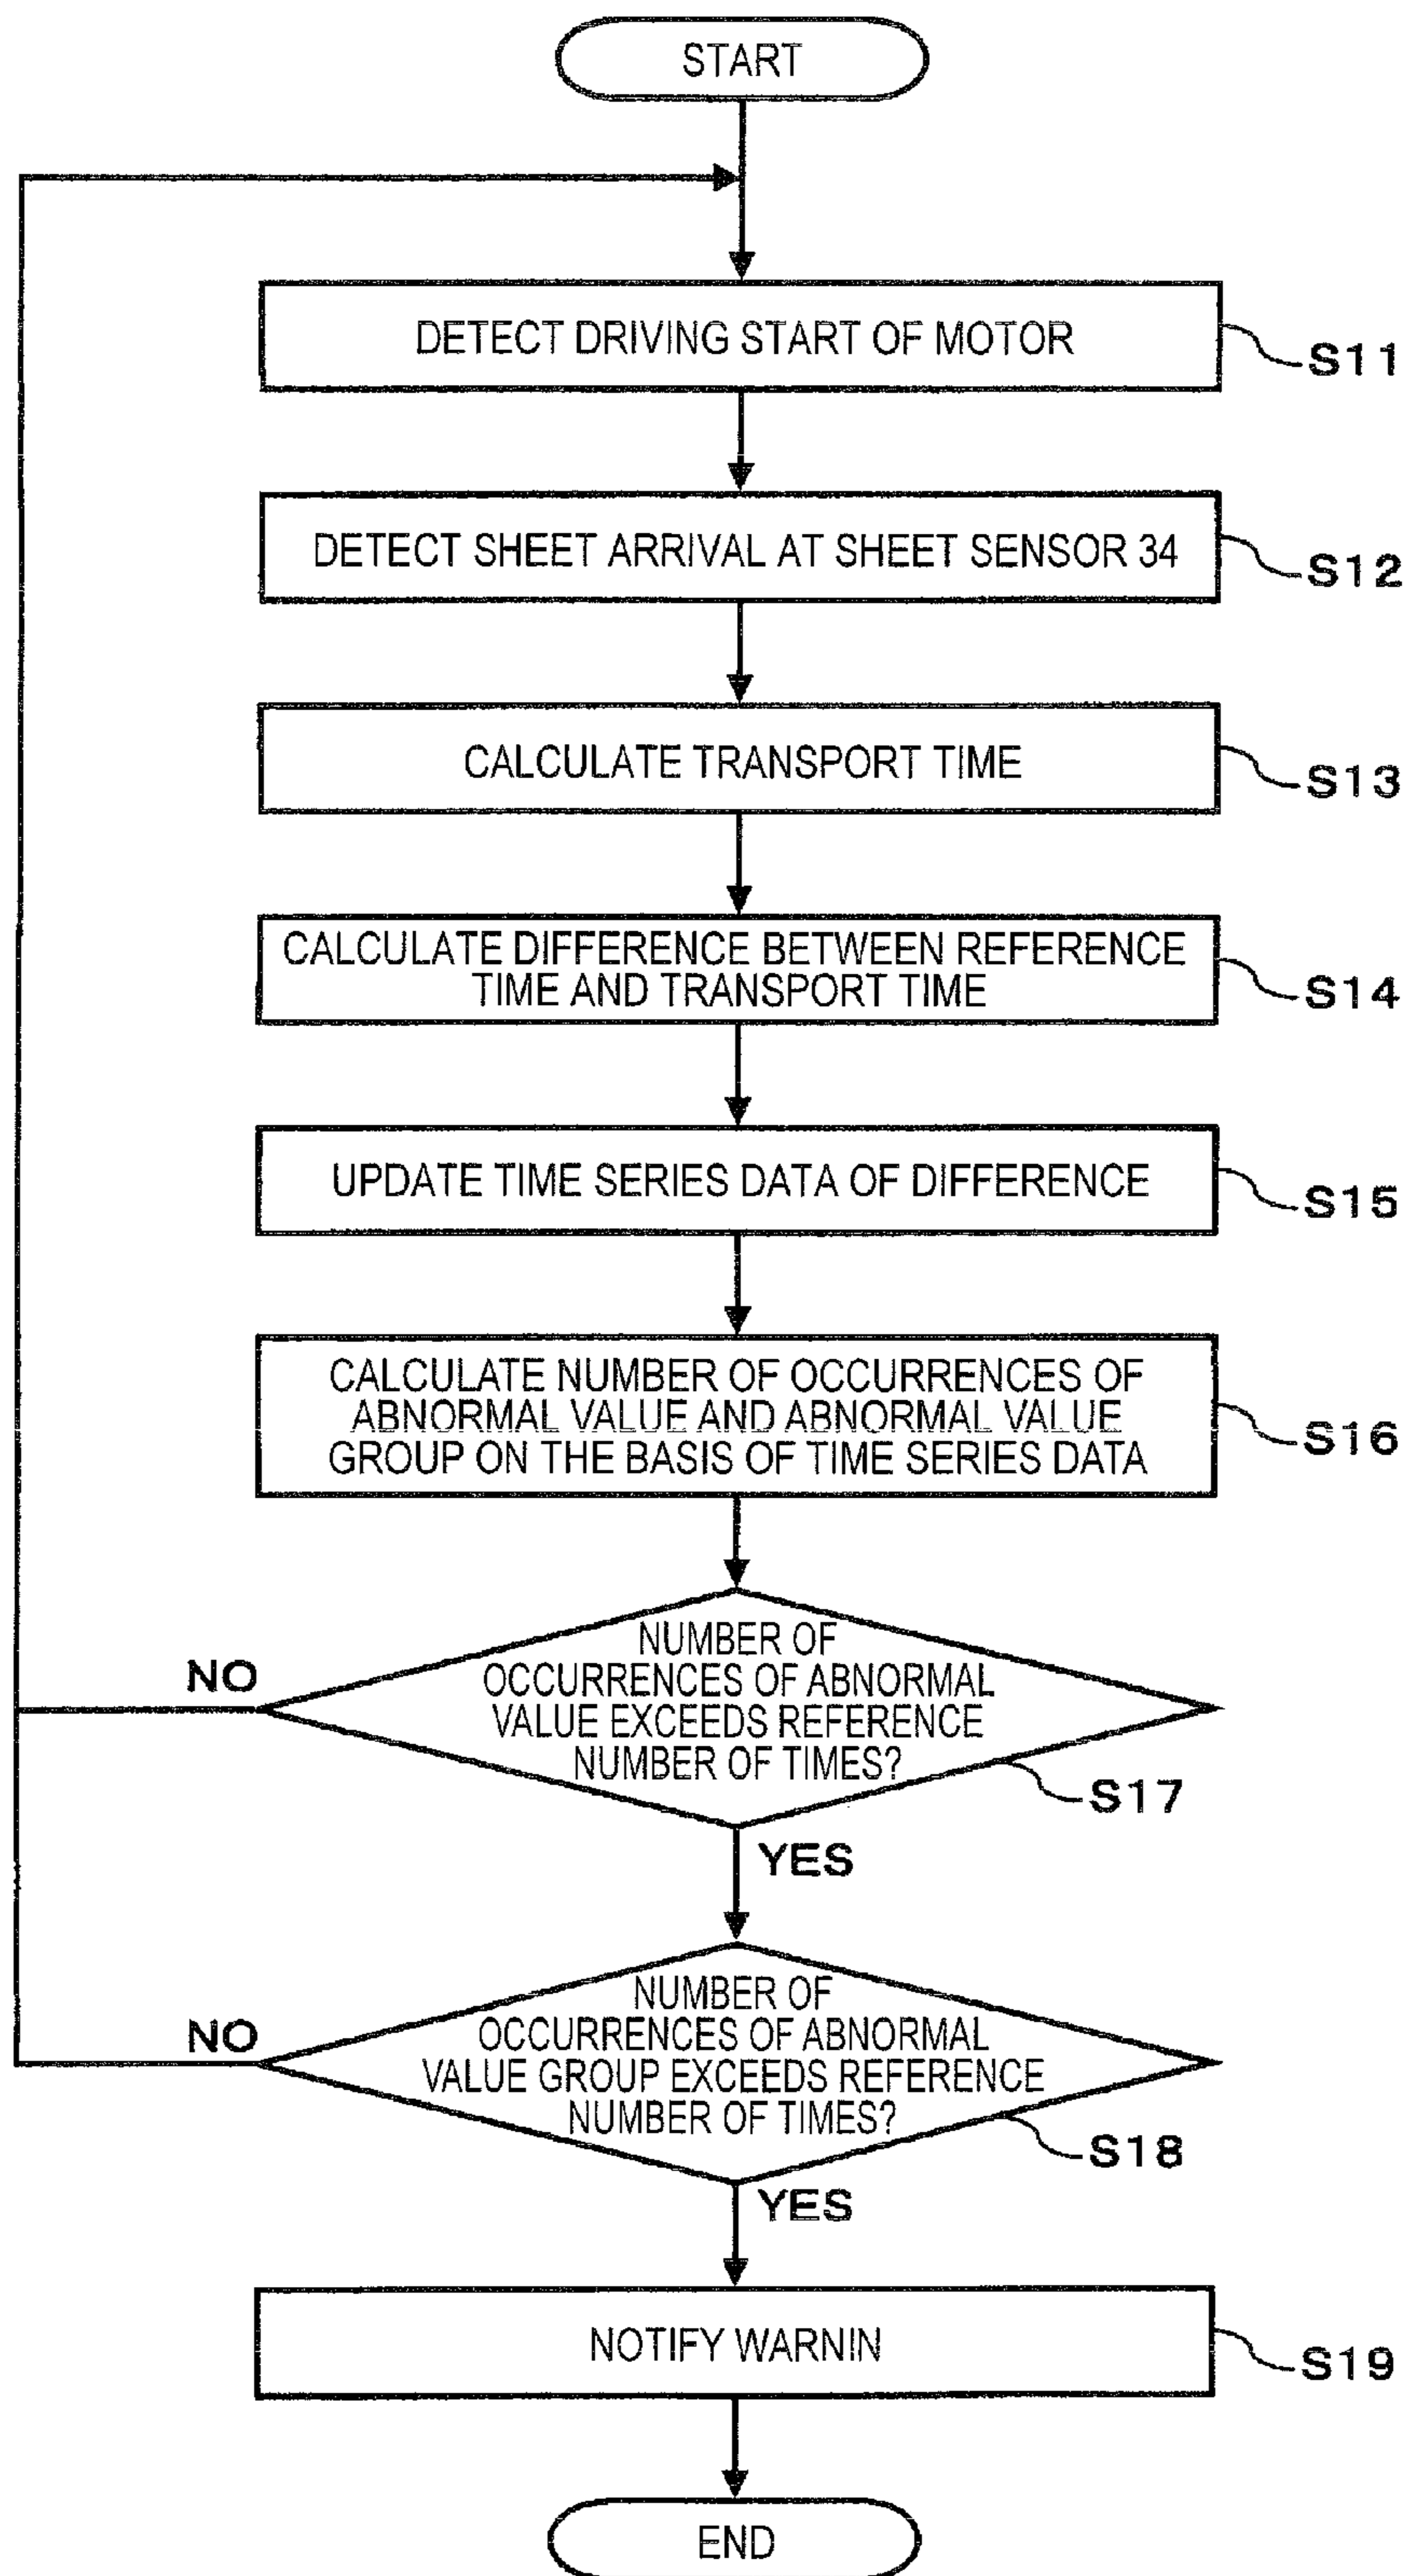 START
DETECT DRIVING START OF MOTOR
S11
DETECT SHEET ARRIVAL AT SHEET SENSOR 34
S12
CALCULATE TRANSPORT TIME
S13
CALCULATE DIFFERENCE BETWEEN REFERENCE
TIME AND TRANSPORT TIME
S14
UPDATE TIME SERIES DATA OF DIFFERENCE
S15
CALCULATE NUMBER OF OCCURRENCES OF
ABNORMAL VALUE AND ABNORMAL VALUE
GROUP ON THE BASIS OF TIME SERIES DATA
S16
NO
NUMBER OF
OCCURRENCES OF ABNORMAL
VALUE EXCEEDS REFERENCE
NUMBER OF TIMES?
S17
YES
NO
NUMBER OF
OCCURRENCES OF ABNORMAL
VALUE GROUP EXCEEDS REFERENCE
NUMBER OF TIMES?
S18
YES
NOTIFY WARNIN
S19
END